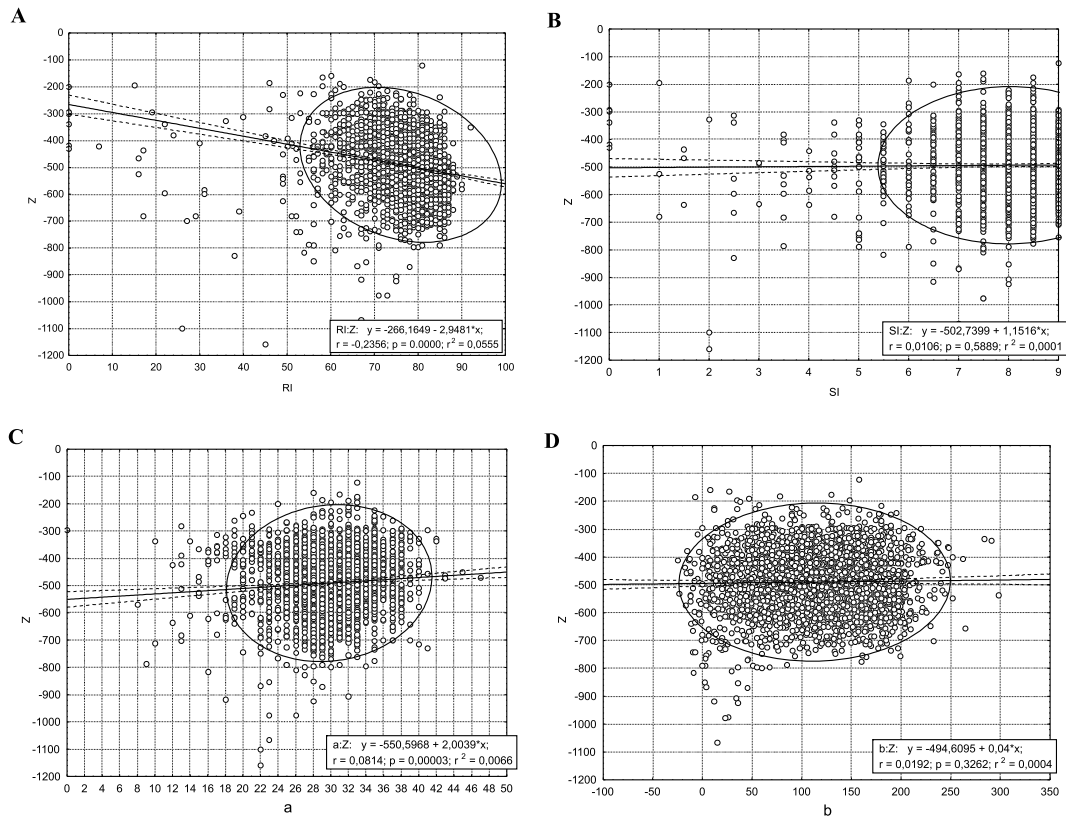 A
0
-100
-200
-300
-400
-500
-600
-700
-800
-900
-1000
-1100
-1200
Z
0 10 20 30 40 50 60 70 80 90 100
RI
RI:Z: y = -266,1649 - 2,9481*x;
r = -0,2356; p = 0.0000; r² = 0,0555
B
0
-100
-200
-300
-400
-500
-600
-700
-800
-900
-1000
-1100
-1200
Z
0 1 2 3 4 5 6 7 8 9
SI
SI:Z: y = -502,7399 + 1,1516*x;
r = 0,0106; p = 0,5889; r² = 0,0001
C
0
-100
-200
-300
-400
-500
-600
-700
-800
-900
-1000
-1100
-1200
Z
0 2 4 6 8 10 12 14 16 18 20 22 24 26 28 30 32 34 36 38 40 42 44 46 48 50
a
a:Z: y = -550,5968 + 2,0039*x;
r = 0,0814; p = 0,00003; r² = 0,0066
D
0
-100
-200
-300
-400
-500
-600
-700
-800
-900
-1000
-1100
-1200
Z
-100 -50 0 50 100 150 200 250 300 350
b
b:Z: y = -494,6095 + 0,04*x;
r = 0,0192; p = 0,3262; r² = 0,0004